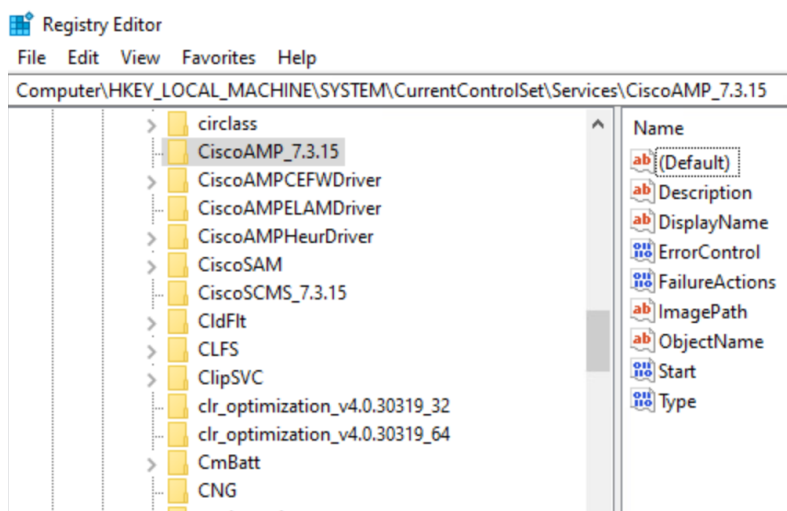 Registry Editor
File Edit View Favorites Help
Computer\HKEY_LOCAL_MACHINE\SYSTEM\CurrentControlSet\Services\CiscoAMP_7.3.15
circlass
CiscoAMP_7.3.15
CiscoAMPCEFWDriver
CiscoAMPELAMDriver
CiscoAMPHeurDriver
CiscoSAM
CiscoSCMS_7.3.15
CldFlt
CLFS
ClipSVC
clr_optimization_v4.0.30319_32
clr_optimization_v4.0.30319_64
CmBatt
CNG
Name
(Default)
Description
DisplayName
ErrorControl
FailureActions
ImagePath
ObjectName
Start
Type